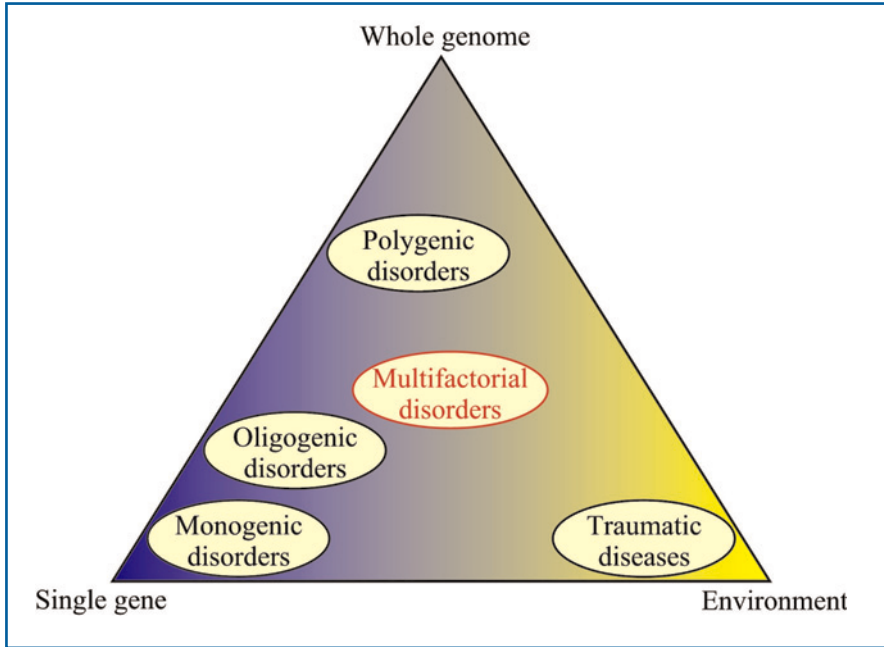 Whole genome
Polygenic
disorders
Multifactorial
disorders
Oligogenic
disorders
Monogenic
disorders
Traumatic
diseases
Single gene
Environment